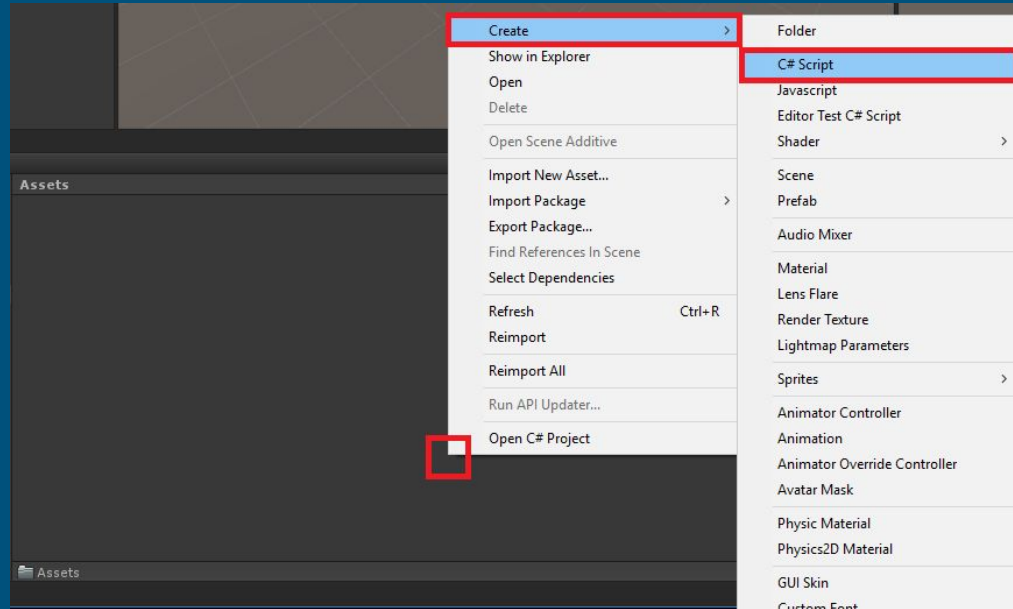 Assets
Create
Show in Explorer
Open
Delete
Open Scene Additive
Import New Asset...
Import Package
Export Package...
Find References In Scene
Select Dependencies
Refresh Ctrl+R
Reimport
Reimport All
Run API Updater...
Open C# Project
Folder
C# Script
Javascript
Editor Test C# Script
Shader
Scene
Prefab
Audio Mixer
Material
Lens Flare
Render Texture
Lightmap Parameters
Sprites
Animator Controller
Animation
Animator Override Controller
Avatar Mask
Physic Material
Physics2D Material
GUI Skin
Custom Font
Assets